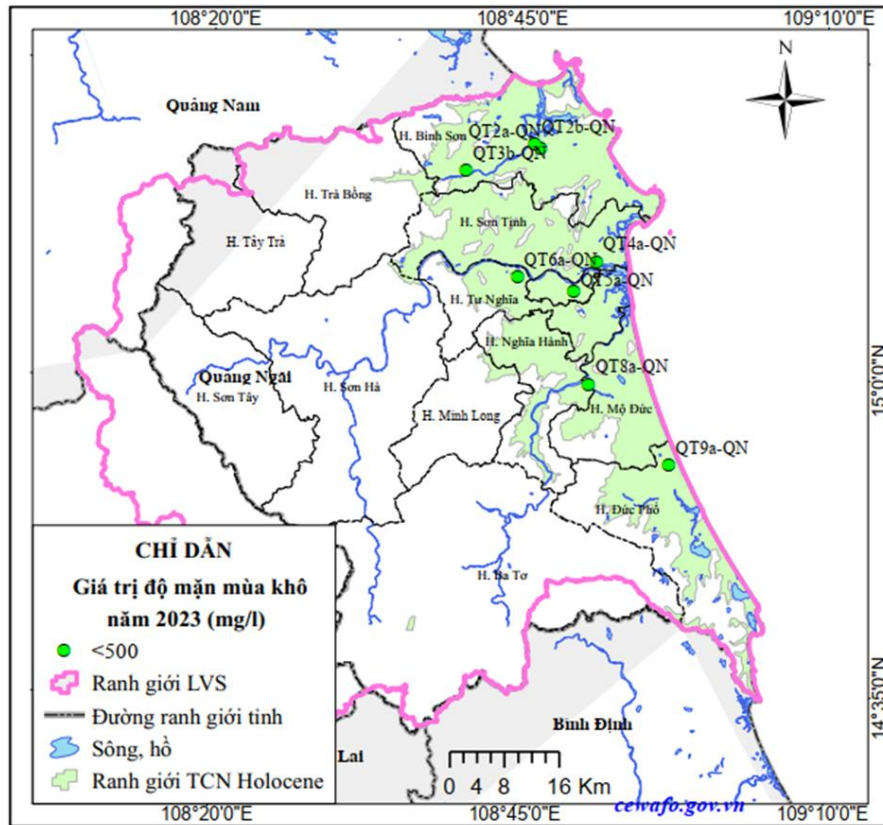 108°20'0"E
108°45'0"E
109°10'0"E
N
Quảng Nam
H. Bình Sơn
QT2a-QN
QT2b-QN
QT3b-QN
H. Trà Bồng
H. Tây Trà
H. Sơn Tịnh
QT4a-QN
QT6a-QN
QT5a-QN
H. Tư Nghĩa
H. Nghĩa Hành
15°0'0"N
Quảng Ngãi
H. Sơn Tây
H. Sơn Hà
QT8a-QN
H. Minh Long
H. Mộ Đức
QT9a-QN
H. Đức Phổ
H. Ba Tơ
CHỈ DẪN
Giá trị độ mặn mùa khô
năm 2023 (mg/l)
<500
Ranh giới LVS
Đường ranh giới tỉnh
Sông, hồ
Ranh giới TCN Holocene
14°35'0"N
Bình Định
Lai
0 4 8 16 Km
cewafo.gov.vn
108°20'0"E
108°45'0"E
109°10'0"E